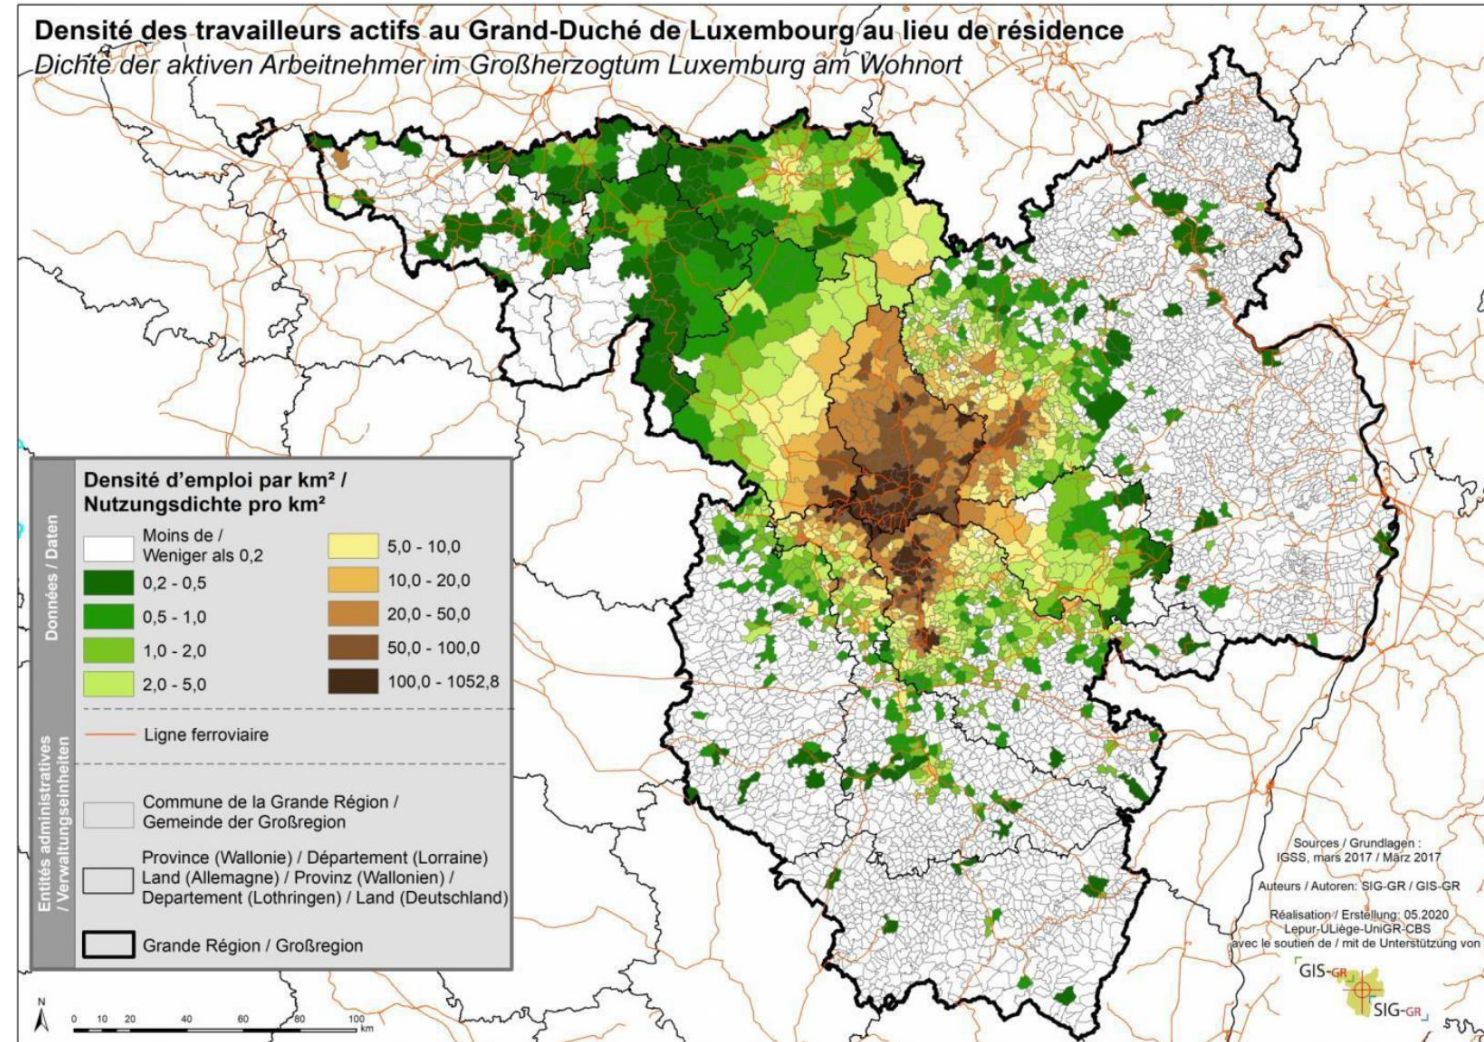 Densité des travailleurs actifs au Grand-Duché de Luxembourg au lieu de résidence
Dichte der aktiven Arbeitnehmer im Großherzogtum Luxemburg am Wohnort
Données / Daten
Densité d'emploi par km² /
Nutzungsdichte pro km²
Moins de /
Weniger als 0,2
0,2 - 0,5
0,5 - 1,0
1,0 - 2,0
2,0 - 5,0
5,0 - 10,0
10,0 - 20,0
20,0 - 50,0
50,0 - 100,0
100,0 - 1052,8
Entités administratives
/ Verwaltungseinheiten
Ligne ferroviaire
Commune de la Grande Région /
Gemeinde der Großregion
Province (Wallonie) / Département (Lorraine)
Land (Allemagne) / Provinz (Wallonien) /
Departement (Lothringen) / Land (Deutschland)
Grande Région / Großregion
N
0 10 20 40 60 80 100
km
Sources / Grundlagen :
IGSS, mars 2017 / März 2017
Auteurs / Autoren: SIG-GR / GIS-GR
Réalisation / Erstellung: 05.2020
Lepur-ULiège-UniGR-CBS
avec le soutien de / mit de Unterstützung von
GIS-GR
SIG-GR